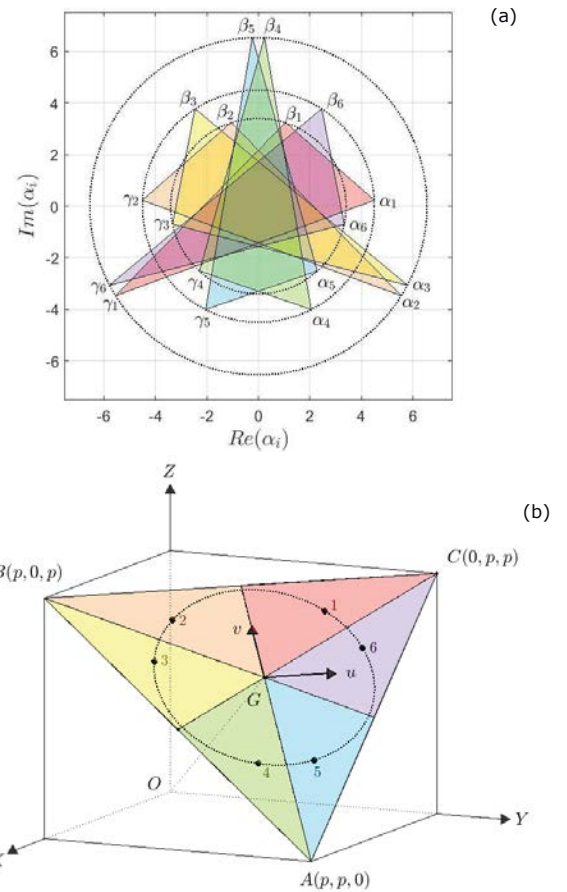 (a)
β₅ β₄
β₃ β₂ β₁ β₆
γ₂ α₁
γ₃ α₆
γ₆ γ₄ α₅ α₃
γ₁ α₂
γ₅ α₄
6
4
2
0
-2
-4
-6
Im(αᵢ)
-6 -4 -2 0 2 4 6
Re(αᵢ)
(b)
Z
B(p, 0, p)
C(0, p, p)
1
2
v
6
3
u
G
4
5
O
Y
X
A(p, p, 0)